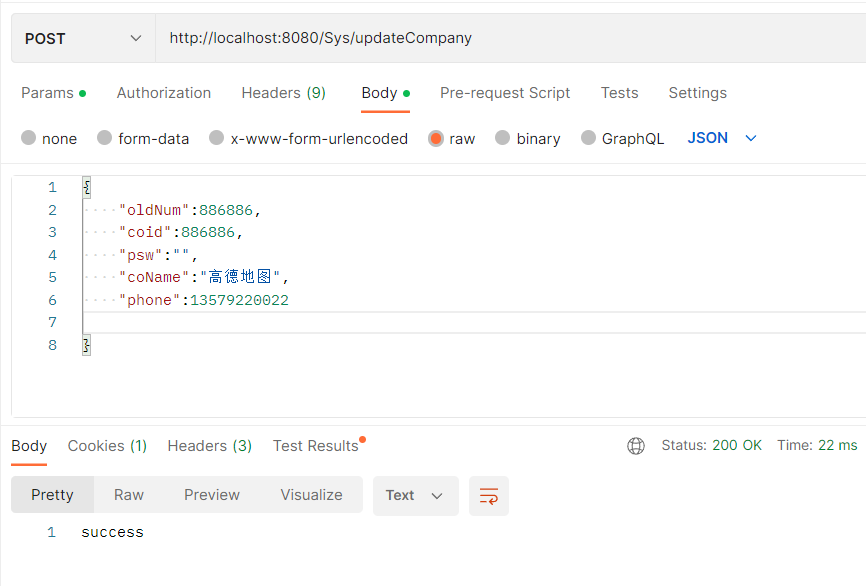 POST http://localhost:8080/Sys/updateCompany
Params Authorization Headers (9) Body Pre-request Script Tests Settings
none form-data x-www-form-urlencoded raw binary GraphQL JSON
1 {
2 "oldNum":886886,
3 "coid":886886,
4 "psw":"",
5 "coName":"高德地图",
6 "phone":13579220022
7
8 }
Body Cookies (1) Headers (3) Test Results Status: 200 OK Time: 22 ms
Pretty Raw Preview Visualize Text
1 success